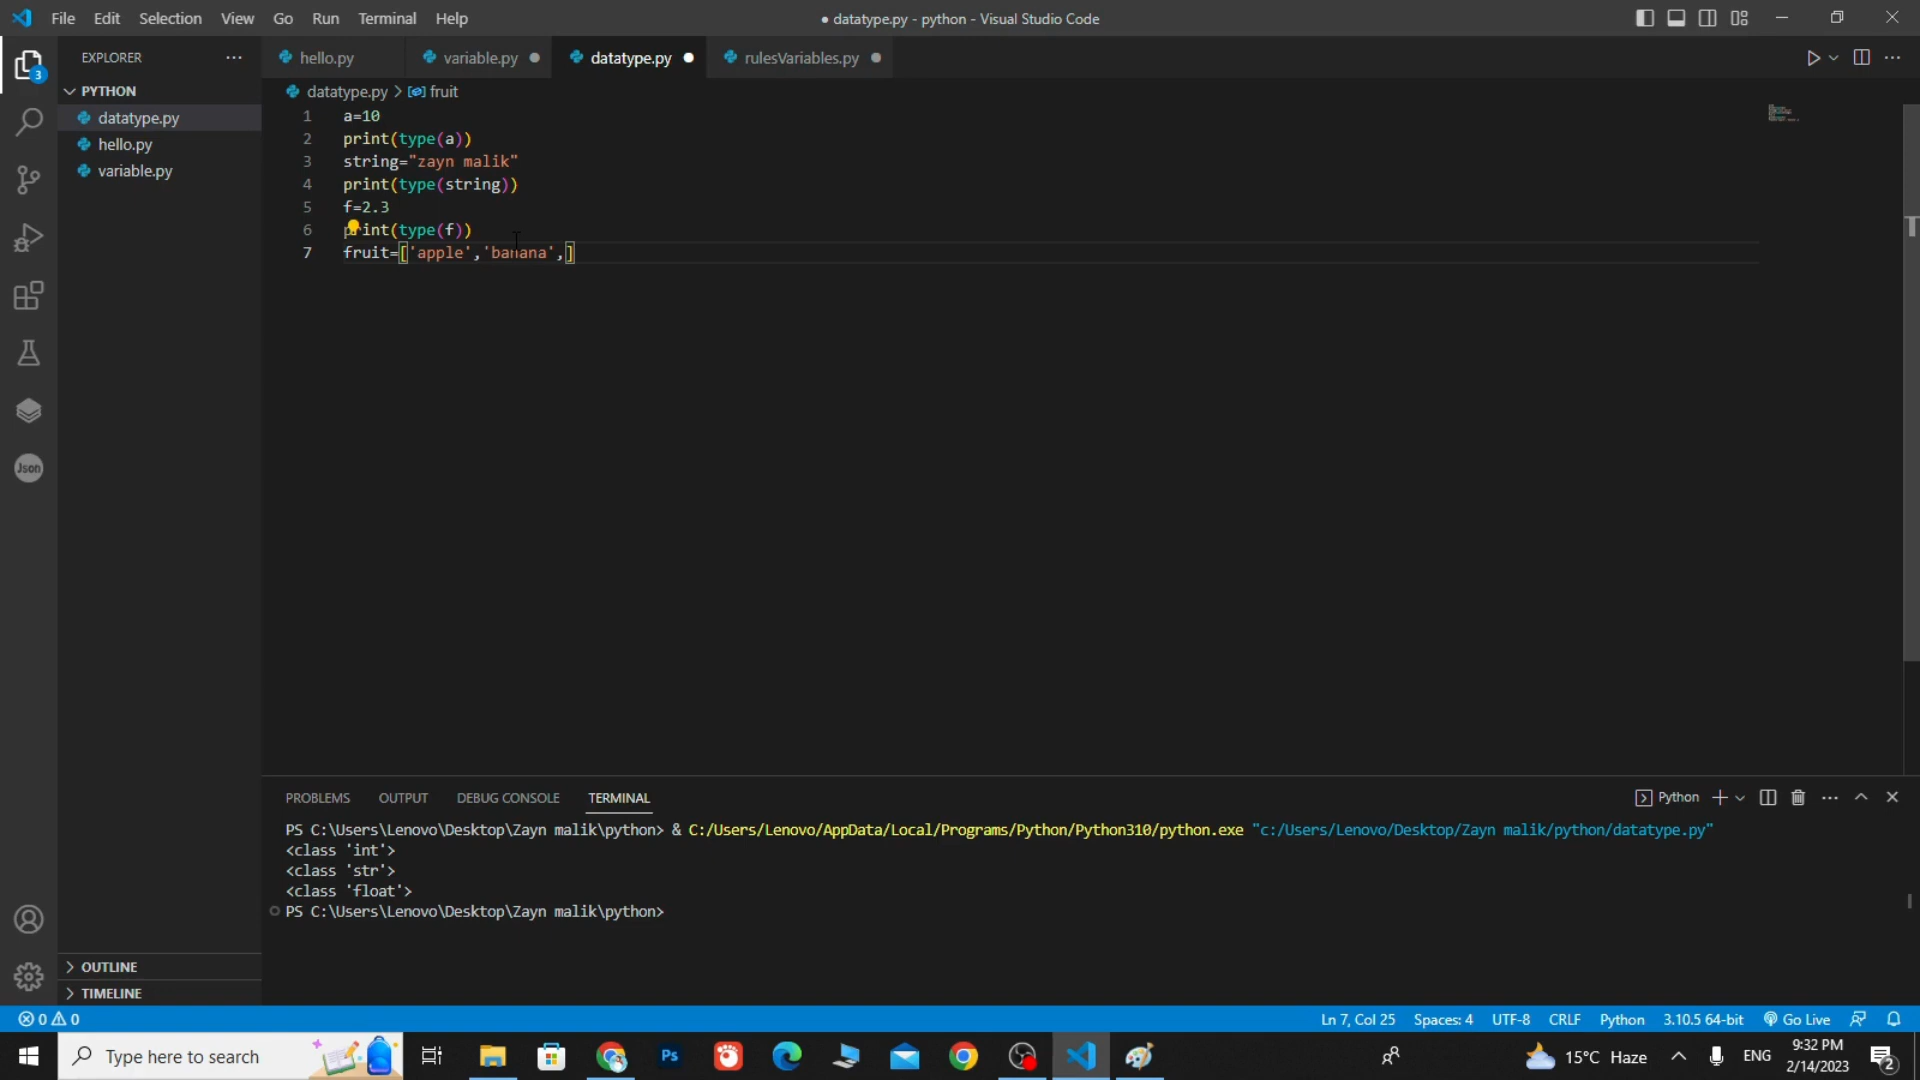 File Edit Selection View Go Run Terminal Help
● datatype.py - python - Visual Studio Code
EXPLORER
hello.py
variable.py
datatype.py
rulesVariables.py
PYTHON
datatype.py > fruit
datatype.py
hello.py
variable.py
1 a=10
2 print(type(a))
3 string="zayn malik"
4 print(type(string))
5 f=2.3
6 print(type(f))
7 fruit=['apple','banana',]
3
Json
PROBLEMS OUTPUT DEBUG CONSOLE TERMINAL
Python
PS C:\Users\Lenovo\Desktop\Zayn malik\python> & C:/Users/Lenovo/AppData/Local/Programs/Python/Python310/python.exe "c:/Users/Lenovo/Desktop/Zayn malik/python/datatype.py"
<class 'int'>
<class 'str'>
<class 'float'>
PS C:\Users\Lenovo\Desktop\Zayn malik\python>
OUTLINE
TIMELINE
0 0
Ln 7, Col 25 Spaces: 4 UTF-8 CRLF Python 3.10.5 64-bit Go Live
Type here to search
Ps
15°C Haze
ENG
9:32 PM
2/14/2023
2